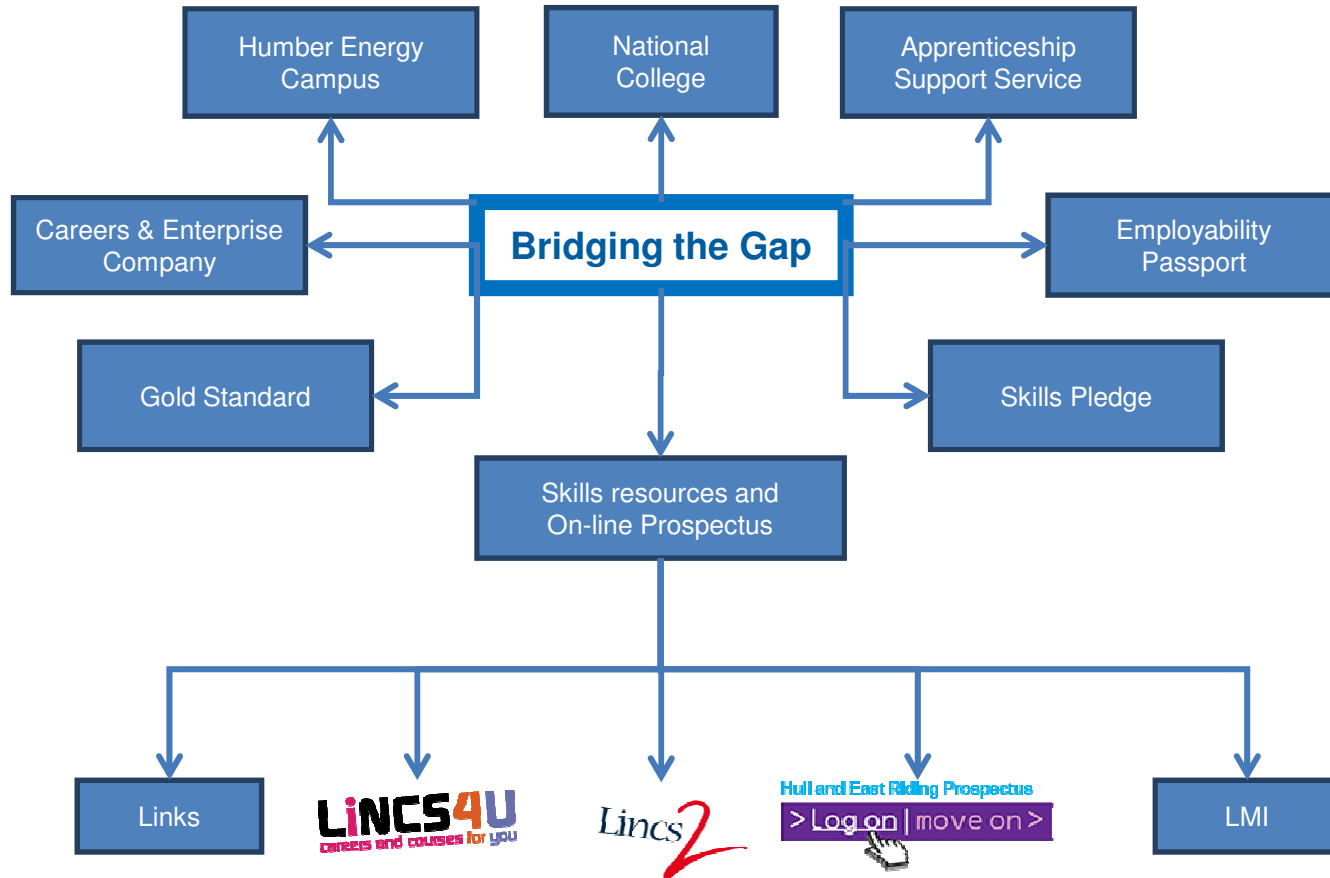 Humber Energy
Campus
National
College
Apprenticeship
Support Service
Careers & Enterprise
Company
Bridging the Gap
Employability
Passport
Gold Standard
Skills Pledge
Skills resources and
On-line Prospectus
Links
LiNCS4U
careers and courses for you
Lincs2
Hull and East Riding Prospectus
>Log on|move on>
LMI